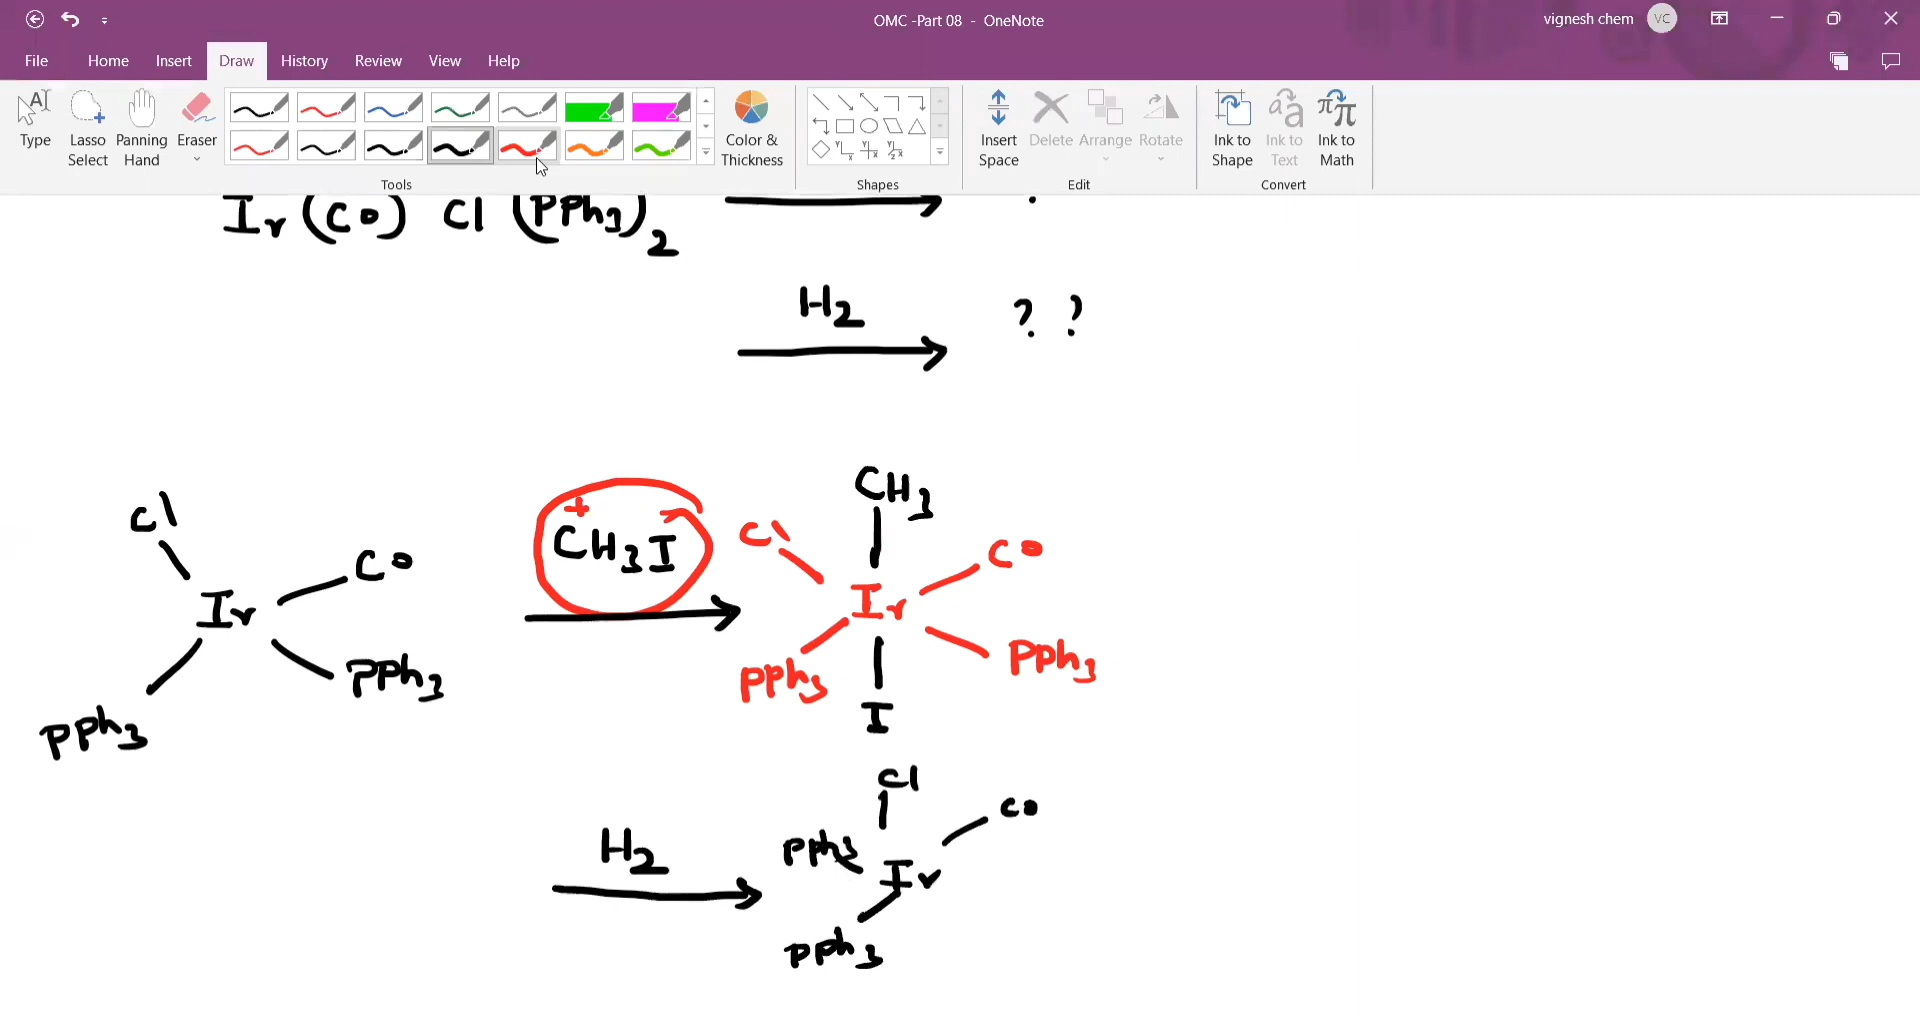 OMC -Part 08 - OneNote
vignesh chem VC
File Home Insert Draw History Review View Help
Type Lasso Select Panning Hand Eraser Color & Thickness Insert Space Delete Arrange Rotate Ink to Shape Ink to Text Ink to Math
Tools Shapes Edit Convert
Ir (CO) Cl (PPh3)2 ?
H2 ? ?
Cl
CO
Ir
PPh3
PPh3
+ -
CH3I
CH3
Cl CO
Ir
PPh3 PPh3
I
H2
Cl
CO
PPh3
Ir
PPh3